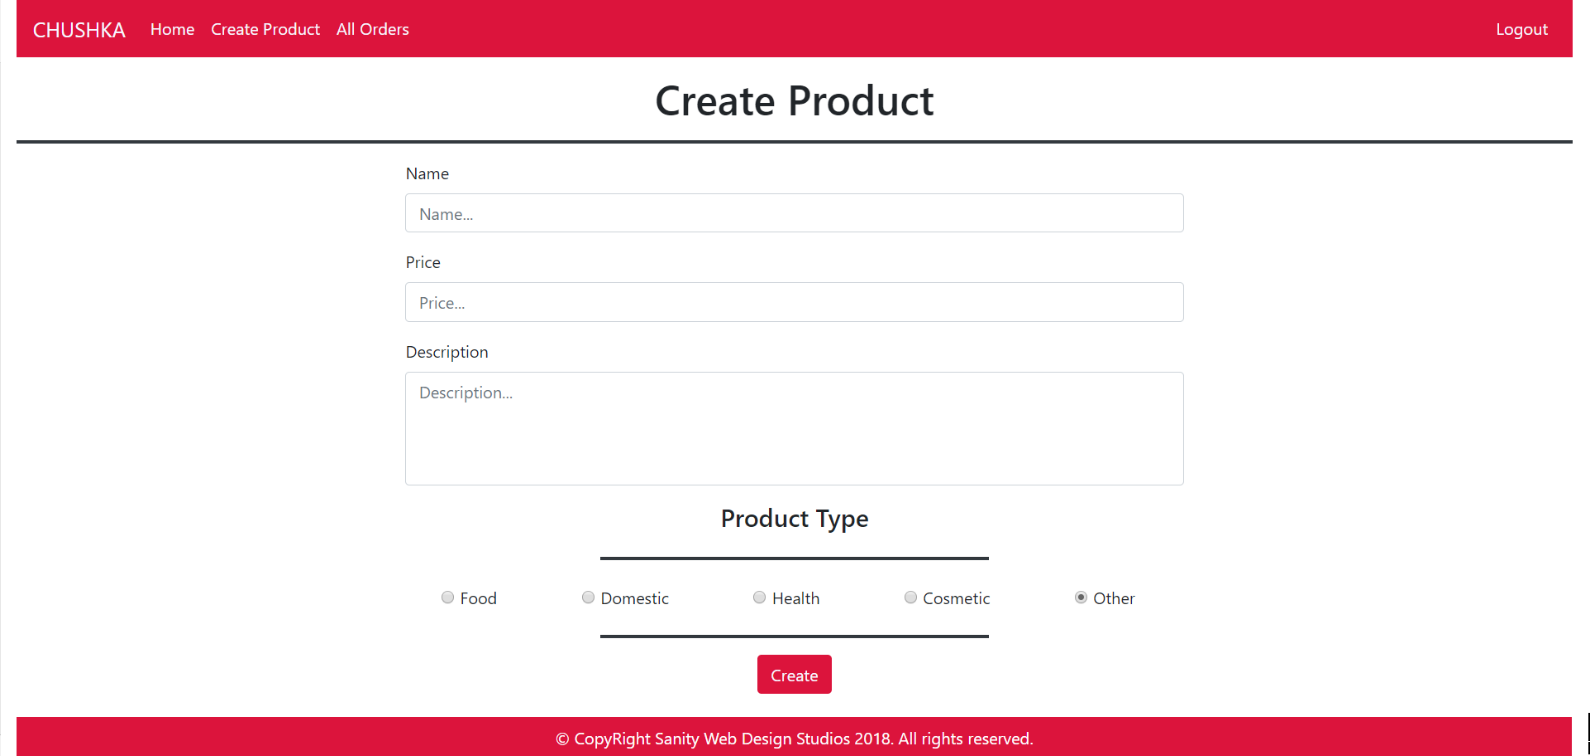 CHUSHKA Home Create Product All Orders Logout
Create Product
Name
Name...
Price
Price...
Description
Description...
Product Type
Food Domestic Health Cosmetic Other
Create
© CopyRight Sanity Web Design Studios 2018. All rights reserved.